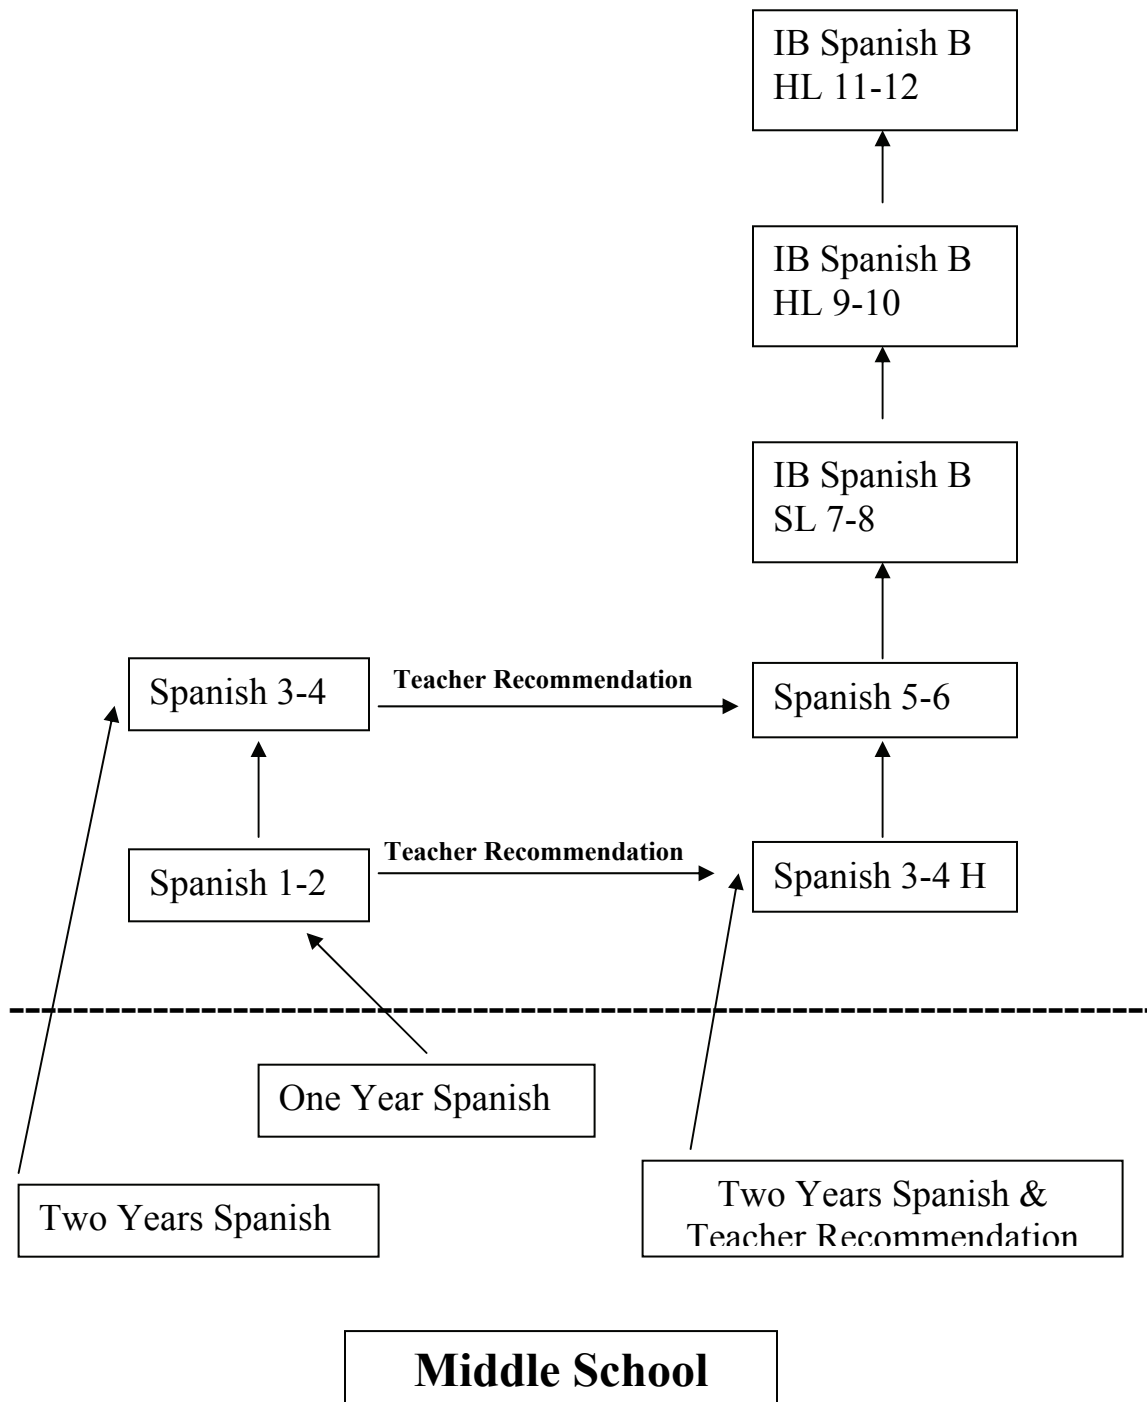 IB Spanish B
HL 11-12
IB Spanish B
HL 9-10
IB Spanish B
SL 7-8
Spanish 3-4
Teacher Recommendation
Spanish 5-6
Spanish 1-2
Teacher Recommendation
Spanish 3-4 H
One Year Spanish
Two Years Spanish
Two Years Spanish &
Teacher Recommendation
Middle School